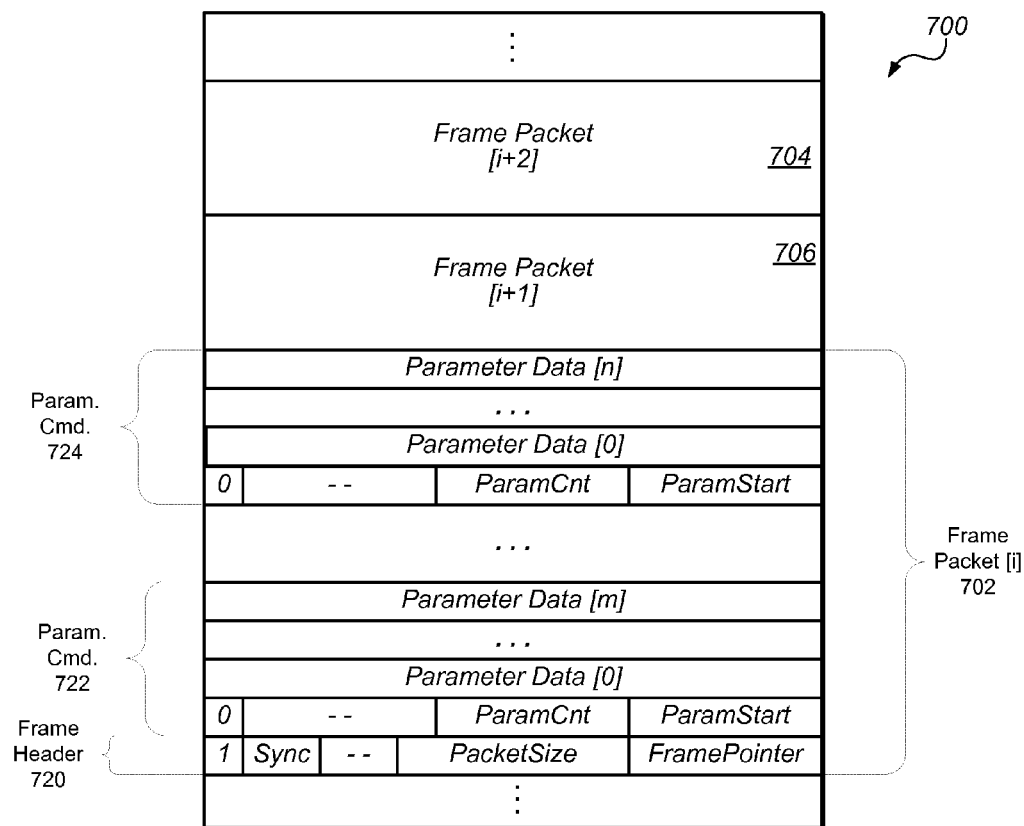 700
⋮
Frame Packet
[i+2]
704
Frame Packet
[i+1]
706
Parameter Data [n]
. . .
Parameter Data [0]
0 - - ParamCnt ParamStart
Param.
Cmd.
724
. . .
Frame
Packet [i]
702
Parameter Data [m]
. . .
Parameter Data [0]
0 - - ParamCnt ParamStart
Param.
Cmd.
722
1 Sync - - PacketSize FramePointer
Frame
Header
720
⋮